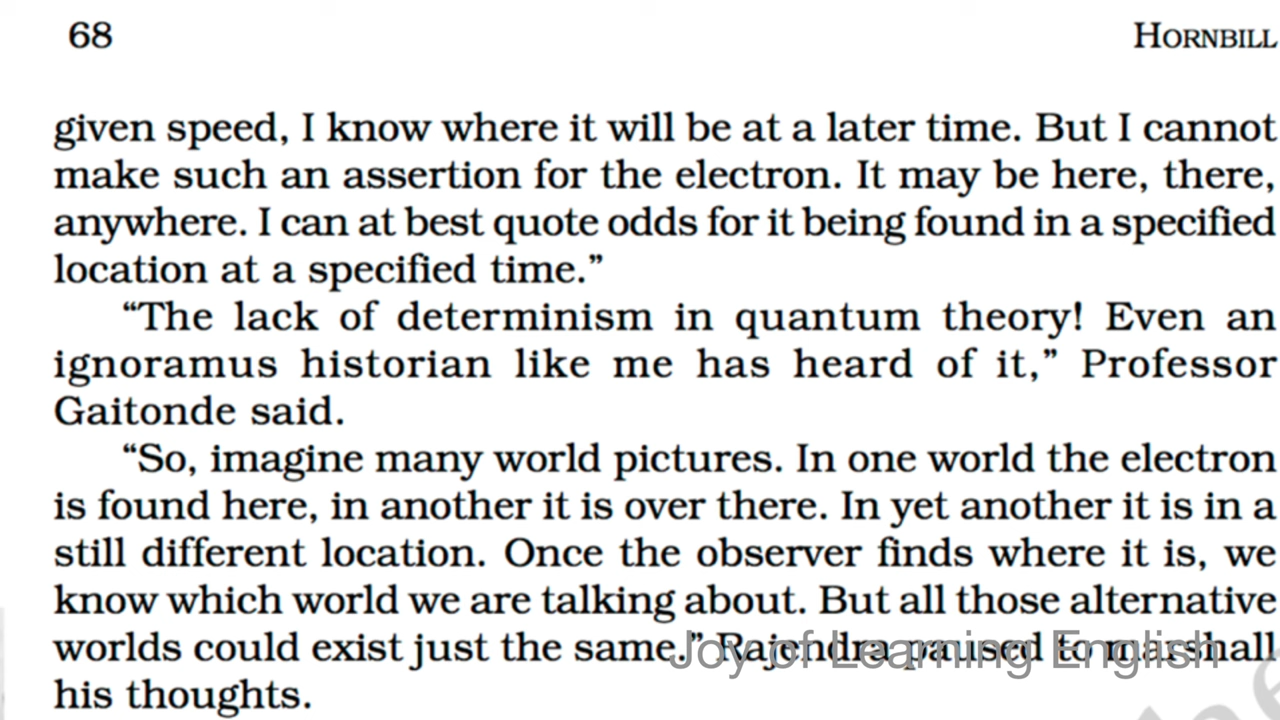 68
HORNBILL
given speed, I know where it will be at a later time. But I cannot
make such an assertion for the electron. It may be here, there,
anywhere. I can at best quote odds for it being found in a specified
location at a specified time.”
“The lack of determinism in quantum theory! Even an
ignoramus historian like me has heard of it,” Professor
Gaitonde said.
“So, imagine many world pictures. In one world the electron
is found here, in another it is over there. In yet another it is in a
still different location. Once the observer finds where it is, we
know which world we are talking about. But all those alternative
worlds could exist just the same.” Rajendra paused to marshall
his thoughts.
Joy of Learning English